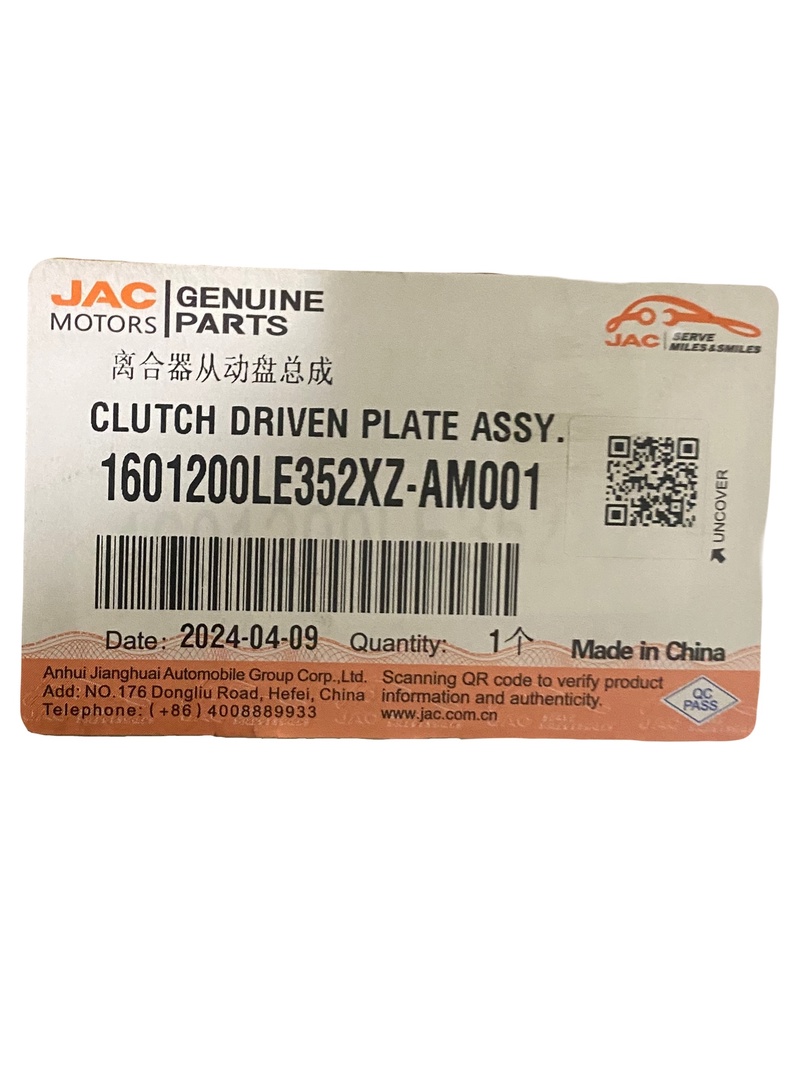 JAC MOTORS GENUINE PARTS
JAC SERVE MILES&SMILES
离合器从动盘总成
CLUTCH DRIVEN PLATE ASSY.
1601200LE352XZ-AM001
UNCOVER
Date: 2024-04-09 Quantity: 1个 Made in China
Anhui Jianghuai Automobile Group Corp.,Ltd.
Add: NO.176 Dongliu Road, Hefei, China
Telephone:(+86)4008889933
Scanning QR code to verify product
information and authenticity.
www.jac.com.cn
QC
PASS